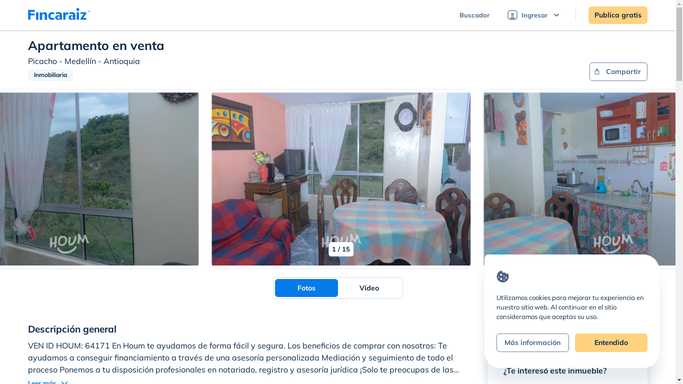 Fincaraiz
Buscador
Ingresar
Publica gratis
Apartamento en venta
Picacho - Medellín - Antioquia
Inmobiliaria
Compartir
HOUM
HOUM
HOUM
1 / 15
Fotos
Video
Utilizamos cookies para mejorar tu experiencia en
nuestro sitio web. Al continuar en el sitio
consideramos que aceptas su uso.
Más información
Entendido
Descripción general
VEN ID HOUM: 64171 En Houm te ayudamos de forma fácil y segura. Los beneficios de comprar con nosotros: Te
ayudamos a conseguir financiamiento a través de una asesoría personalizada Mediación y seguimiento de todo el
proceso Ponemos a tu disposición profesionales en notariado, registro y asesoría jurídica ¡Solo te preocupas de las...
Leer más
¿Te interesó este inmueble?